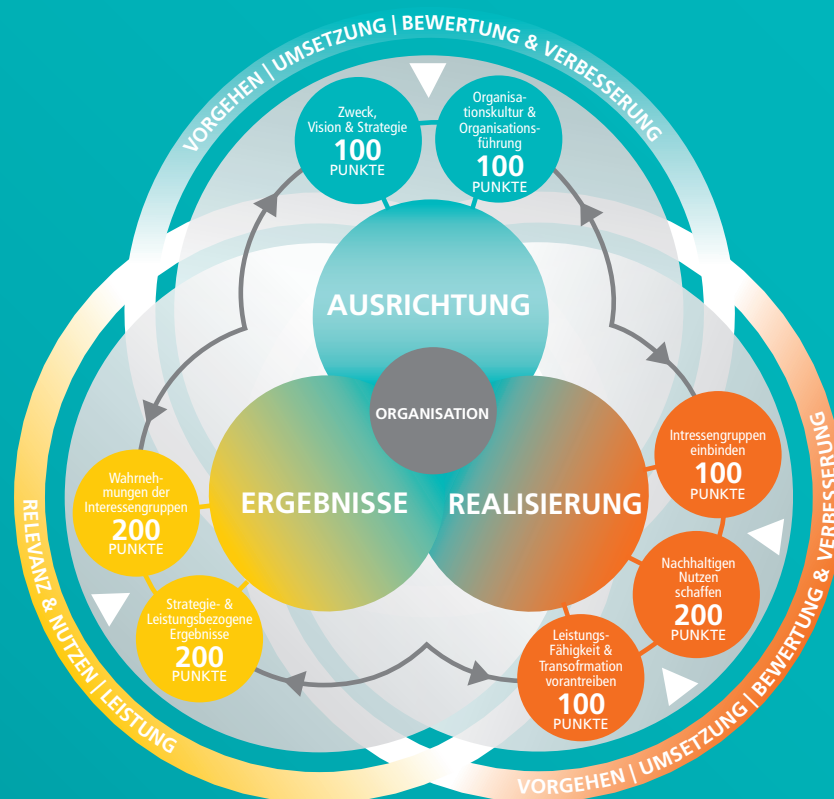 VORGEHEN | UMSETZUNG | BEWERTUNG & VERBESSERUNG
Zweck,
Vision & Strategie
100
PUNKTE
Organisa-
tionskultur &
Organisations-
führung
100
PUNKTE
AUSRICHTUNG
ORGANISATION
ERGEBNISSE
REALISIERUNG
Intressengruppen
einbinden
100
PUNKTE
Nachhaltigen
Nutzen
schaffen
200
PUNKTE
Leistungs-
Fähigkeit &
Transofrmation
vorantreiben
100
PUNKTE
Wahrneh-
mungen der
Interessengruppen
200
PUNKTE
Strategie- &
Leistungsbezogene
Ergebnisse
200
PUNKTE
RELEVANZ & NUTZEN | LEISTUNG
VORGEHEN | UMSETZUNG | BEWERTUNG & VERBESSERUNG